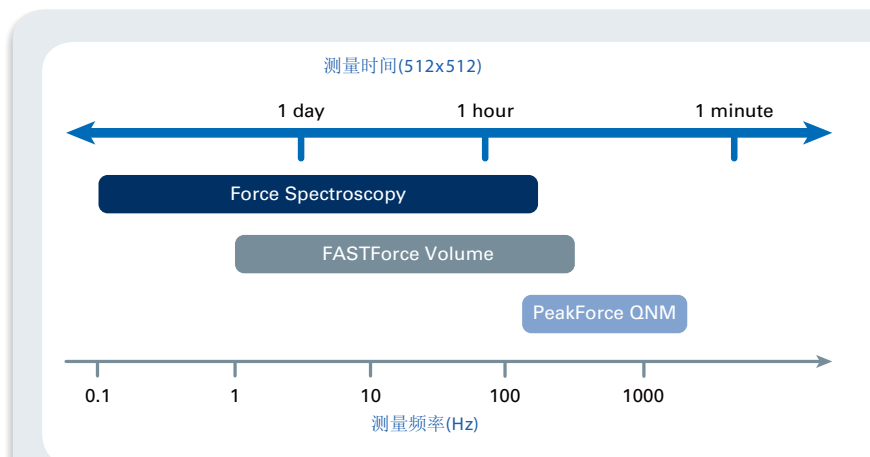 测量时间(512x512)
1 day 1 hour 1 minute
Force Spectroscopy
FASTForce Volume
PeakForce QNM
0.1 1 10 100 1000
测量频率(Hz)